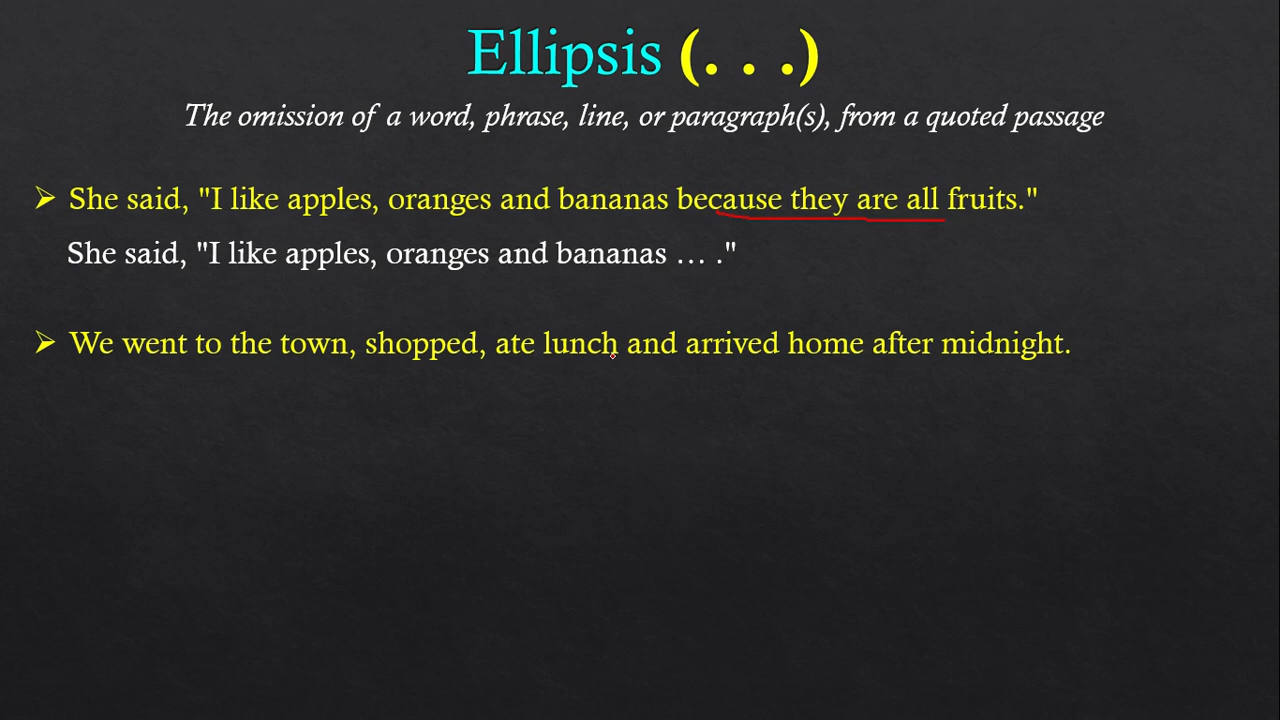 Ellipsis (. . .)
The omission of a word, phrase, line, or paragraph(s), from a quoted passage
➢ She said, "I like apples, oranges and bananas because they are all fruits."
She said, "I like apples, oranges and bananas … ."
➢ We went to the town, shopped, ate lunch and arrived home after midnight.